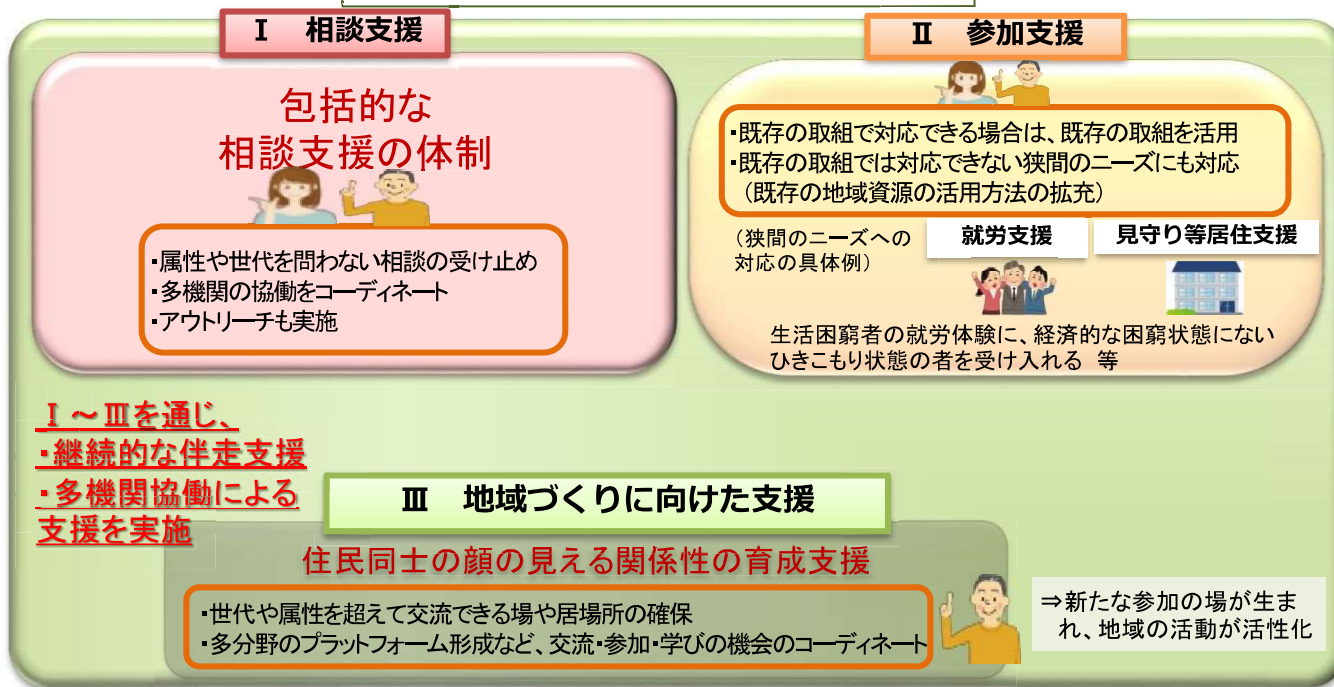 Ⅰ 相談支援
包括的な
相談支援の体制
・属性や世代を問わない相談の受け止め
・多機関の協働をコーディネート
・アウトリーチも実施
Ⅱ 参加支援
・既存の取組で対応できる場合は、既存の取組を活用
・既存の取組では対応できない狭間のニーズにも対応
（既存の地域資源の活用方法の拡充）
（狭間のニーズへの
対応の具体例）
就労支援
見守り等居住支援
生活困窮者の就労体験に、経済的な困窮状態にない
ひきこもり状態の者を受け入れる 等
Ⅰ～Ⅲを通じ、
・継続的な伴走支援
・多機関協働による
支援を実施
Ⅲ 地域づくりに向けた支援
住民同士の顔の見える関係性の育成支援
・世代や属性を超えて交流できる場や居場所の確保
・多分野のプラットフォーム形成など、交流・参加・学びの機会のコーディネート
⇒新たな参加の場が生ま
れ、地域の活動が活性化